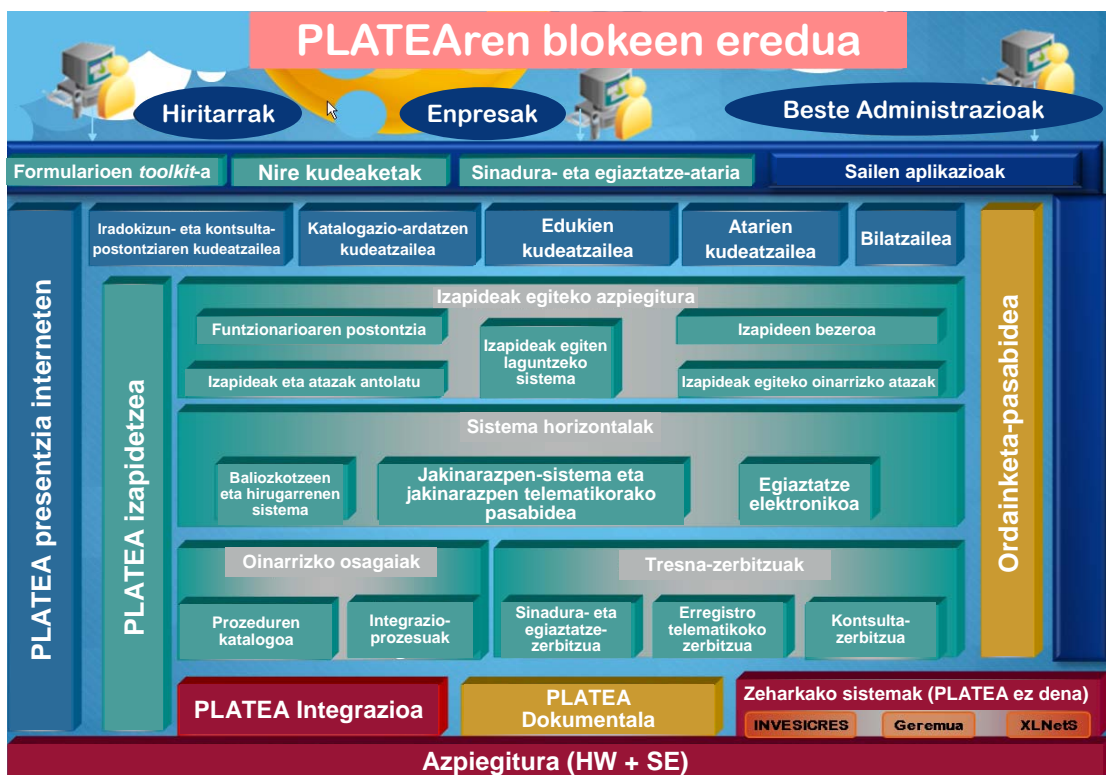 PLATEAren blokeen eredua
Hiritarrak
Enpresak
Beste Administrazioak
Formularioen toolkit-a
Nire kudeaketak
Sinadura- eta egiaztatze-ataria
Sailen aplikazioak
PLATEA presentzia interneten
Iradokizun- eta kontsulta-
postontziaren kudeatzailea
Katalogazio-ardatzen
kudeatzailea
Edukien
kudeatzailea
Atarien
kudeatzailea
Bilatzailea
Ordainketa-pasabidea
PLATEA izapidetzea
Izapideak egiteko azpiegitura
Funtzionarioaren postontzia
Izapideak egiten
laguntzeko
sistema
Izapideen bezeroa
Izapideak eta atazak antolatu
Izapideak egiteko oinarrizko atazak
Sistema horizontalak
Baliozkotzeen
eta hirugarrenen
sistema
Jakinarazpen-sistema eta
jakinarazpen telematikorako
pasabidea
Egiaztatze
elektronikoa
Oinarrizko osagaiak
Prozeduren
katalogoa
Integrazio-
prozesuak
Tresna-zerbitzuak
Sinadura- eta
egiaztatze-
zerbitzua
Erregistro
telematikoko
zerbitzua
Kontsulta-
zerbitzua
PLATEA Integrazioa
PLATEA
Dokumentala
Zeharkako sistemak (PLATEA ez dena)
INVESICRES
Geremua
XLNetS
Azpiegitura (HW + SE)